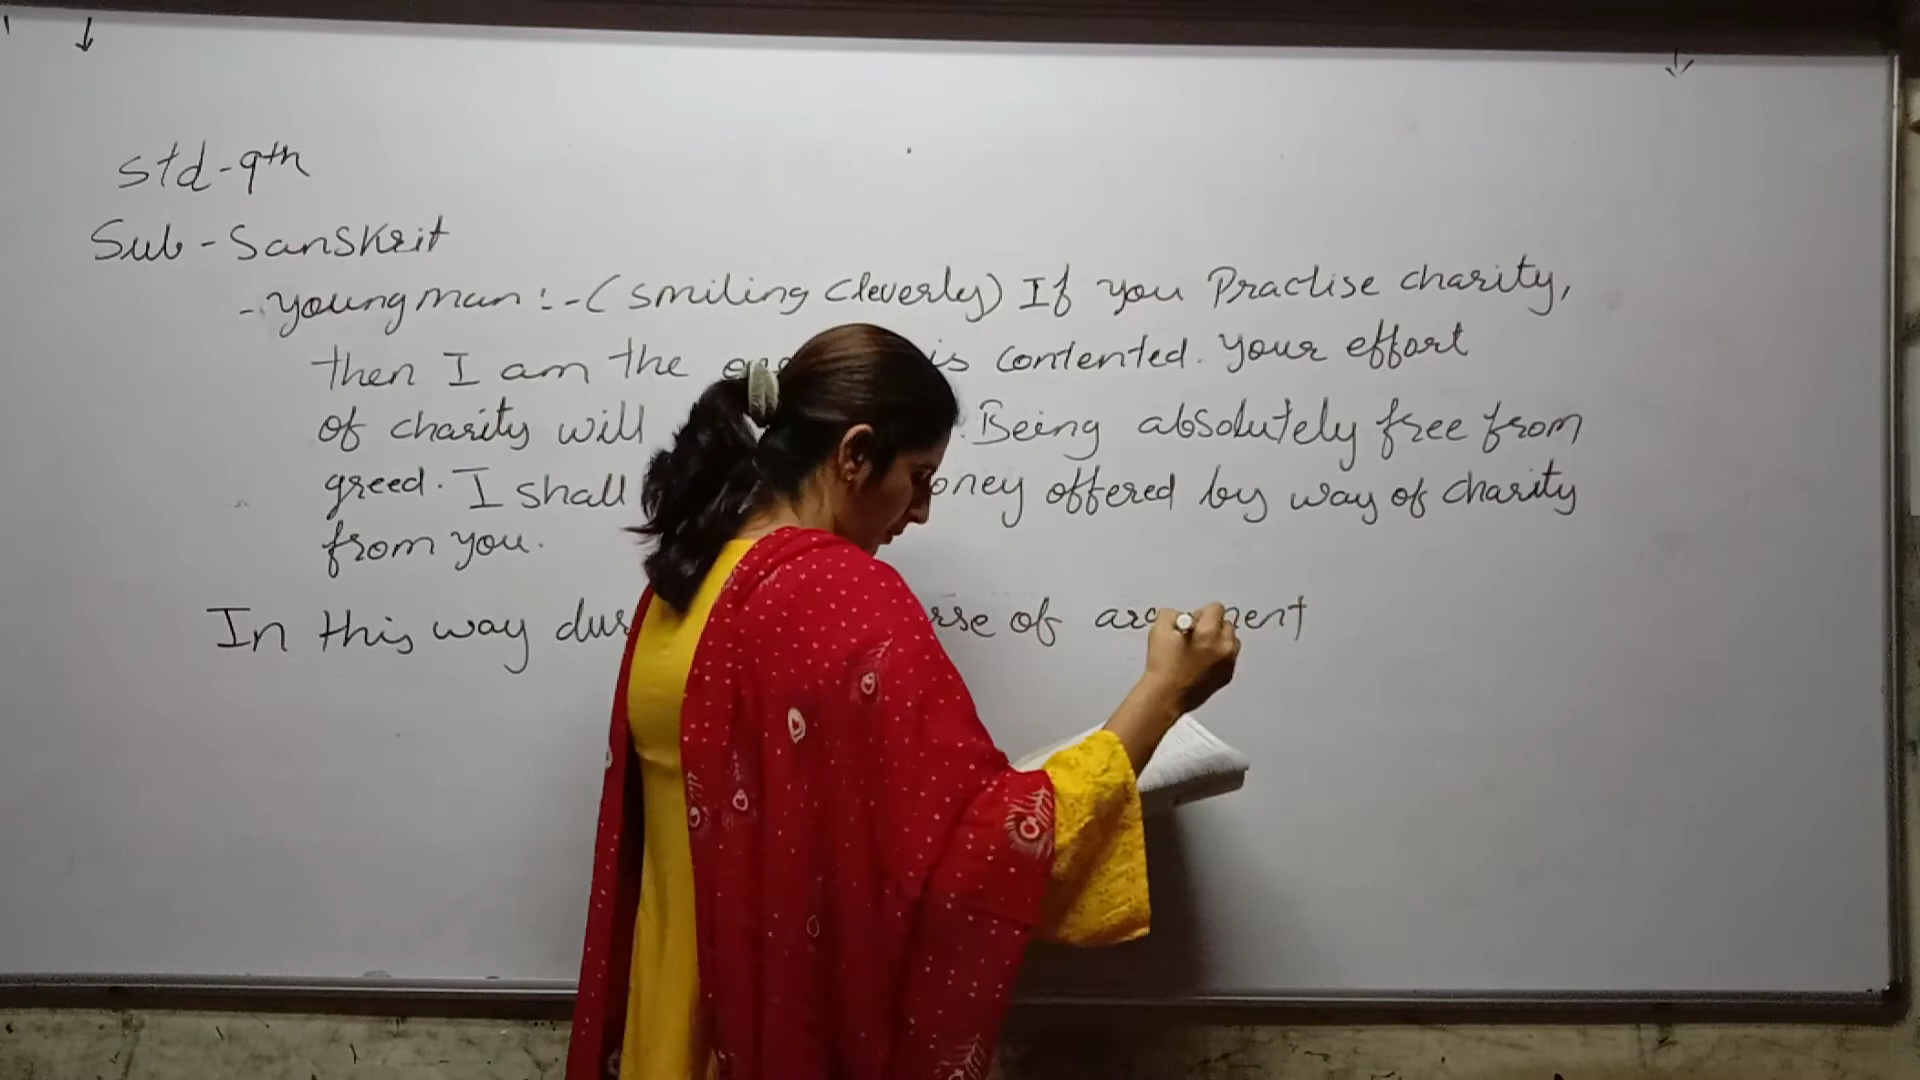 Std-9th
Sub-Sanskrit
- Young man :- (smiling cleverly) If you Practise charity,
then I am the is contented. Your effort
of charity will . Being absolutely free from
greed. I shall offered by way of charity
from you.
In this way of